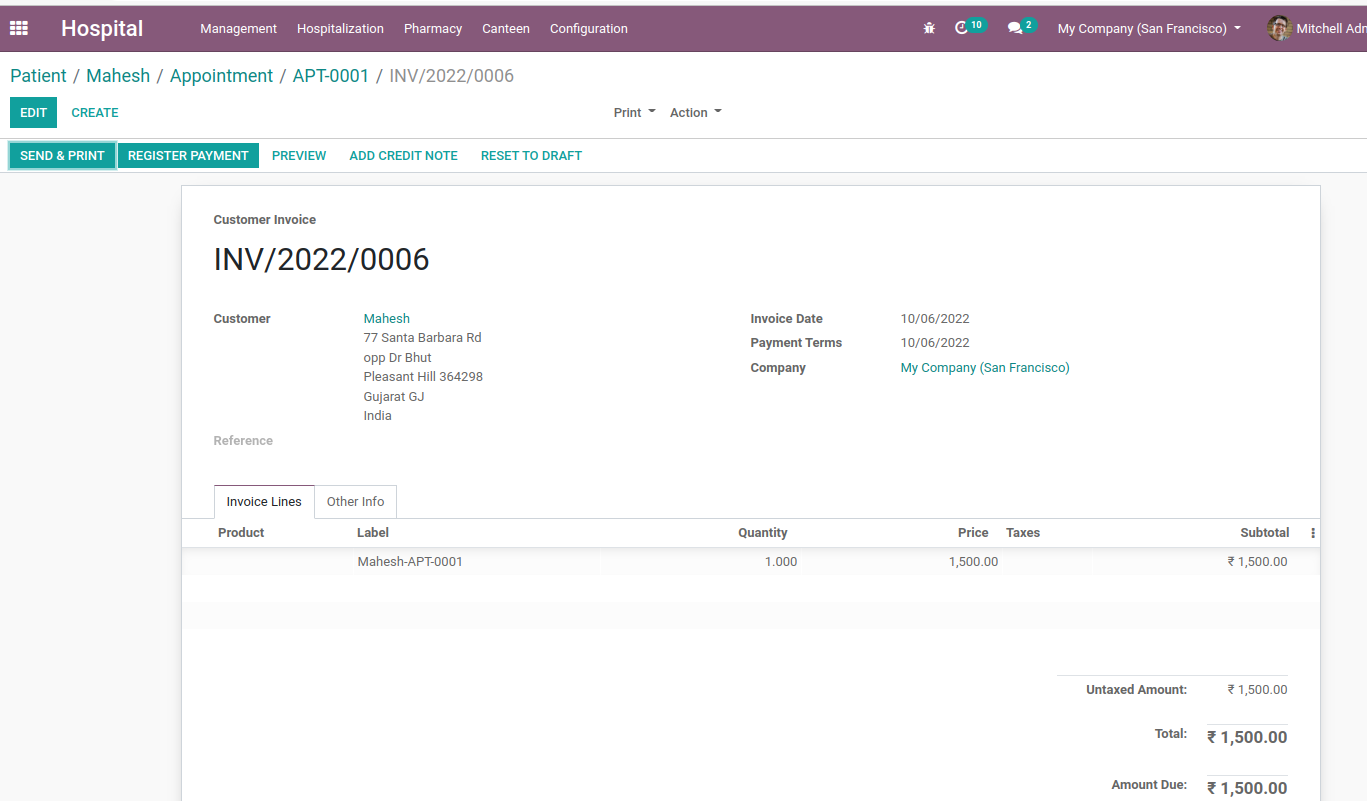 Hospital Management Hospitalization Pharmacy Canteen Configuration 10 2 My Company (San Francisco) Mitchell Adm
Patient / Mahesh / Appointment / APT-0001 / INV/2022/0006
EDIT CREATE Print Action
SEND & PRINT REGISTER PAYMENT PREVIEW ADD CREDIT NOTE RESET TO DRAFT
Customer Invoice
INV/2022/0006
Customer Mahesh Invoice Date 10/06/2022
77 Santa Barbara Rd
Payment Terms 10/06/2022
opp Dr Bhut
Company My Company (San Francisco)
Pleasant Hill 364298
Gujarat GJ
India
Reference
Invoice Lines Other Info
Product Label Quantity Price Taxes Subtotal
Mahesh-APT-0001 1.000 1,500.00 ₹ 1,500.00
Untaxed Amount: ₹ 1,500.00
Total: ₹ 1,500.00
Amount Due: ₹ 1,500.00